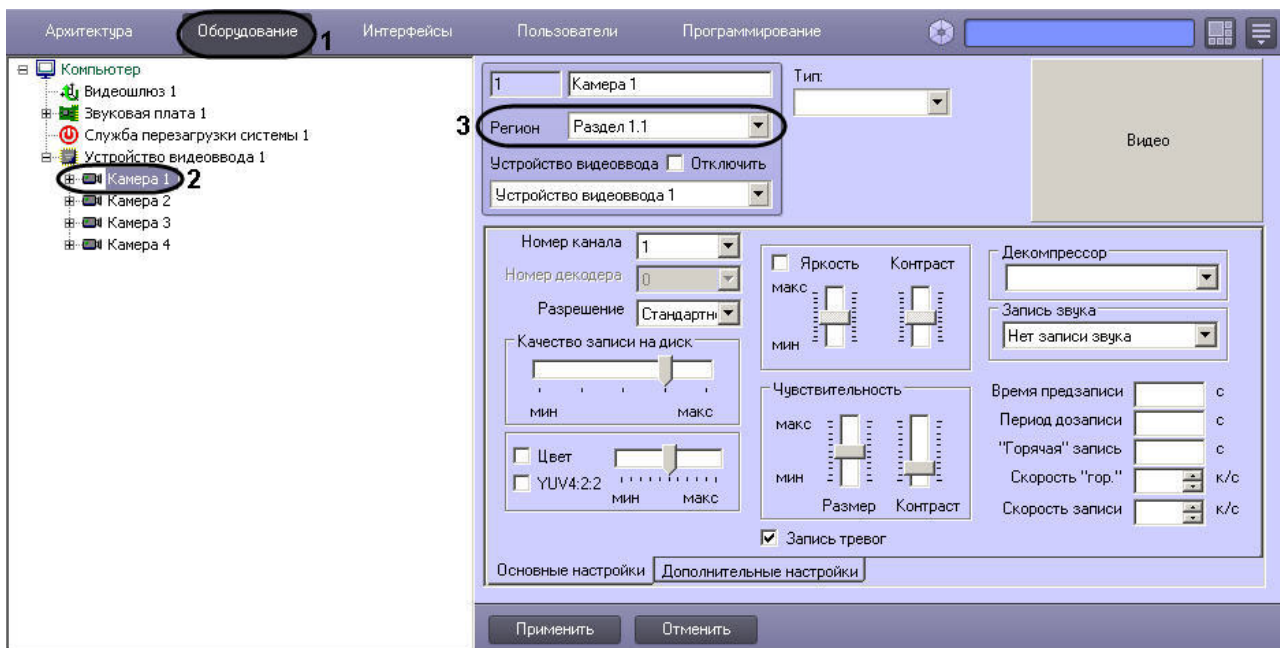 Архитектура Оборудование 1 Интерфейсы Пользователи Программирование
Компьютер
Видеошлюз 1
Звуковая плата 1
Служба перезагрузки системы 1
Устройство видеоввода 1
Камера 1 2
Камера 2
Камера 3
Камера 4
1 Камера 1
Тип:
3 Регион Раздел 1.1
Устройство видеоввода Отключить
Устройство видеоввода 1
Видео
Номер канала 1
Номер декодера 0
Разрешение Стандартн
Качество записи на диск
мин макс
Цвет
YUV4:2:2
мин макс
Яркость Контраст
макс
мин
Чувствительность
макс
мин
Размер Контраст
Запись тревог
Декомпрессор
Запись звука
Нет записи звука
Время предзаписи с
Период дозаписи с
"Горячая" запись с
Скорость "гор." к/с
Скорость записи к/с
Основные настройки Дополнительные настройки
Применить Отменить